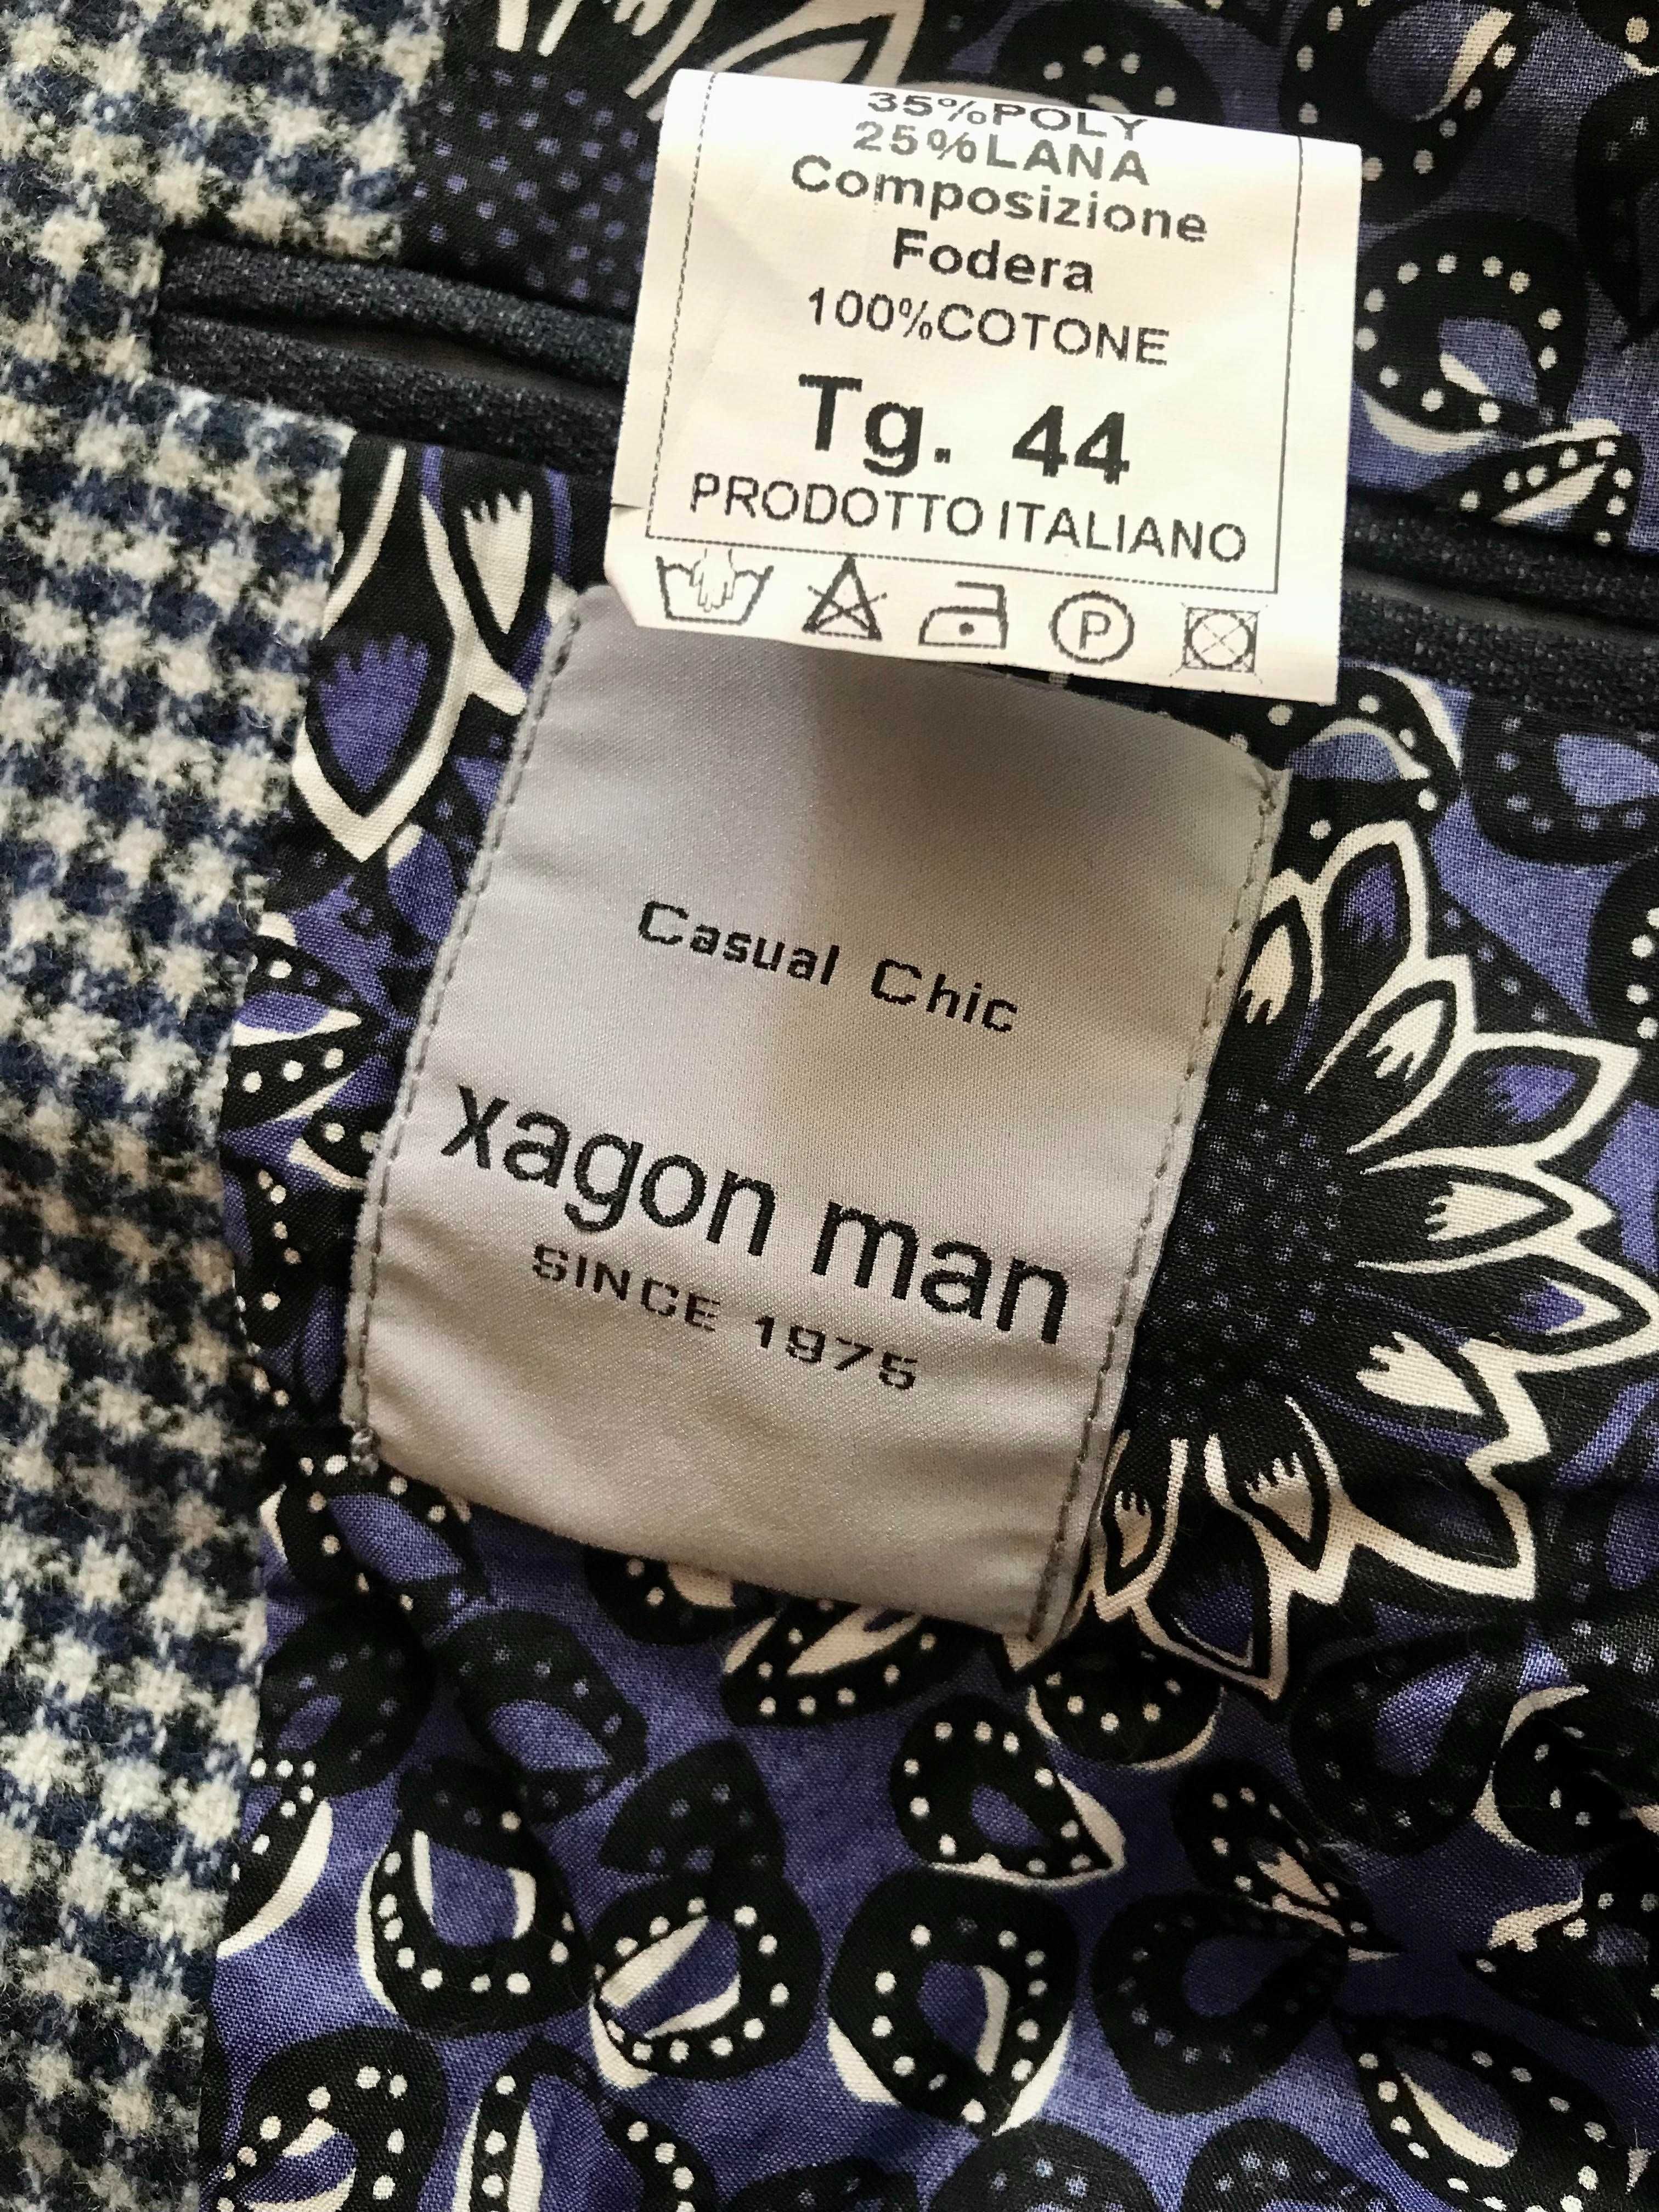 35%POLY
25%LANA
Composizione
Fodera
100%COTONE
Tg. 44
PRODOTTO ITALIANO
P
Casual Chic
xagon man
SINCE 1975